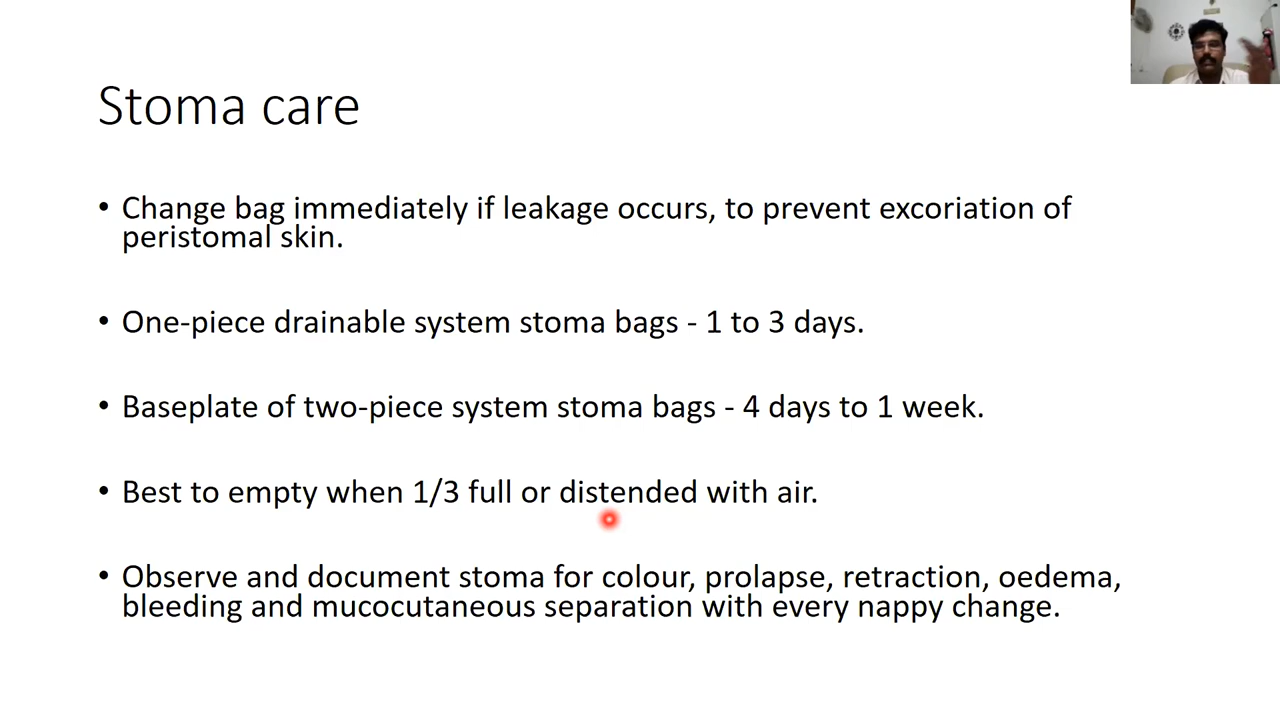 Stoma care
• Change bag immediately if leakage occurs, to prevent excoriation of
peristomal skin.
• One-piece drainable system stoma bags - 1 to 3 days.
• Baseplate of two-piece system stoma bags - 4 days to 1 week.
• Best to empty when 1/3 full or distended with air.
• Observe and document stoma for colour, prolapse, retraction, oedema,
bleeding and mucocutaneous separation with every nappy change.